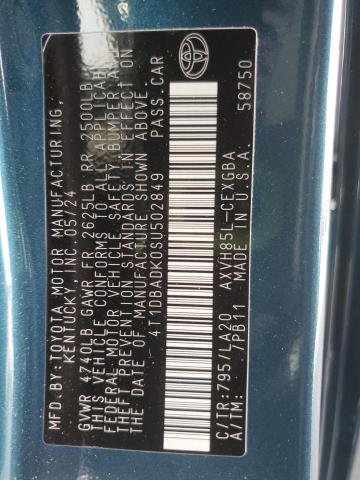 MFD.BY:TOYOTA MOTOR MANUFACTURING,
KENTUCKY, INC. 05/24
GVWR 4740LB GAWR FR 2625LB RR 2500LB
THIS VEHICLE CONFORMS TO ALL APPLICABLE
FEDERAL MOTOR VEHICLE SAFETY, BUMPER, AND
THEFT PREVENTION STANDARDS IN EFFECT ON
THE DATE OF MANUFACTURE SHOWN ABOVE.
4T1DBADK0SU502849 PASS.CAR
C/TR:795/LA20 AXVH85L-CEXGBA
A/TM: /PB11 MADE IN U.S.A.
58750